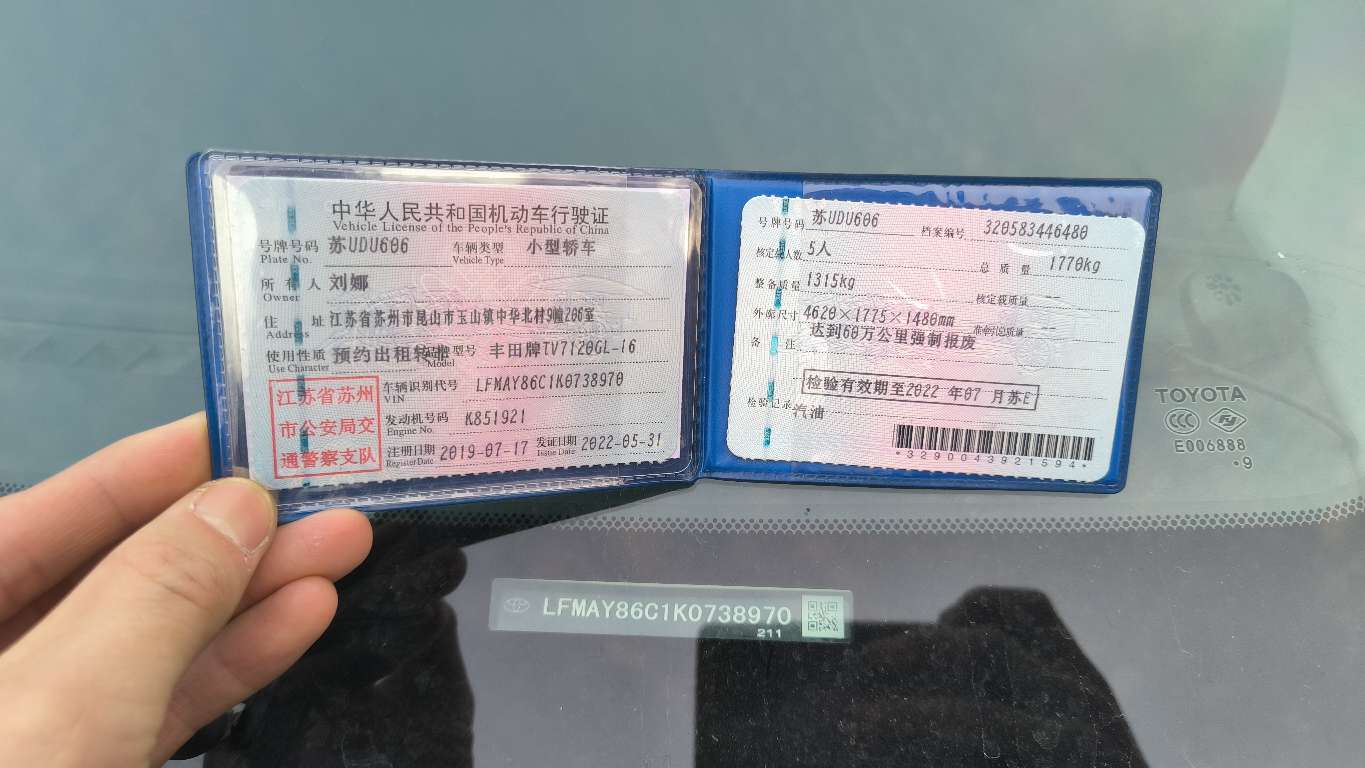 中华人民共和国机动车行驶证
Vehicle License of the People's Republic of China
号牌号码 苏UDU606 车辆类型 小型轿车
Plate No. Vehicle Type
所有人 刘娜
Owner
住址 江苏省苏州市昆山市玉山镇中华北村9幢206室
Address
使用性质 预约出租转非 型号 丰田牌TV7120GL-i6
Use Character Model
江苏省苏州
市公安局交
通警察支队
车辆识别代号 LFMAY86C1K0738970
VIN
发动机号码 K851921
Engine No.
注册日期 2019-07-17 发证日期 2022-05-31
Register Date Issue Date
号牌号码 苏UDU606 档案编号 320583446480
核定载人数 5人 总质量 1770kg
整备质量 1315kg 核定载质量 --
外廓尺寸 4620×1775×1480mm 准牵引总质量 --
备注 达到60万公里强制报废
检验有效期至2022 年07 月苏E
检验记录 汽油
*3290043921594*
TOYOTA
CCC
E006888
·9
LFMAY86C1K0738970
211